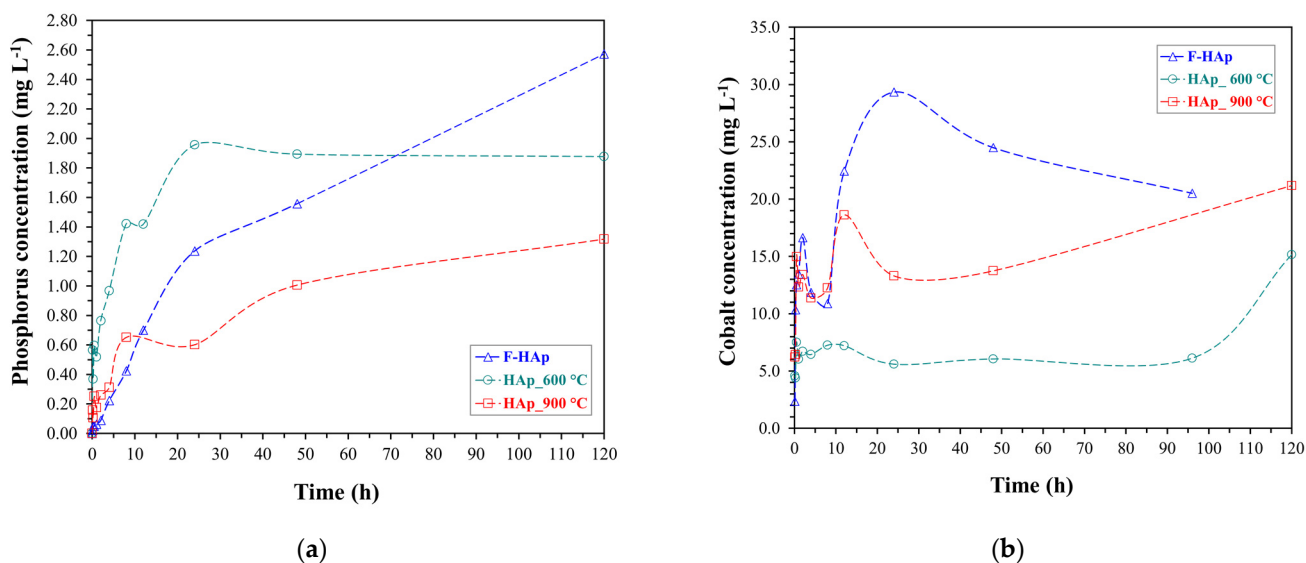 Phosphorus concentration (mg L⁻¹)
2.80
2.60
2.40
2.20
2.00
1.80
1.60
1.40
1.20
1.00
0.80
0.60
0.40
0.20
0.00
F-HAp
HAp_600 °C
HAp_900 °C
0 10 20 30 40 50 60 70 80 90 100 110 120
Time (h)
(a)
Cobalt concentration (mg L⁻¹)
35.0
30.0
25.0
20.0
15.0
10.0
5.0
0.0
F-HAp
HAp_ 600 °C
HAp_ 900 °C
0 10 20 30 40 50 60 70 80 90 100 110 120
Time (h)
(b)